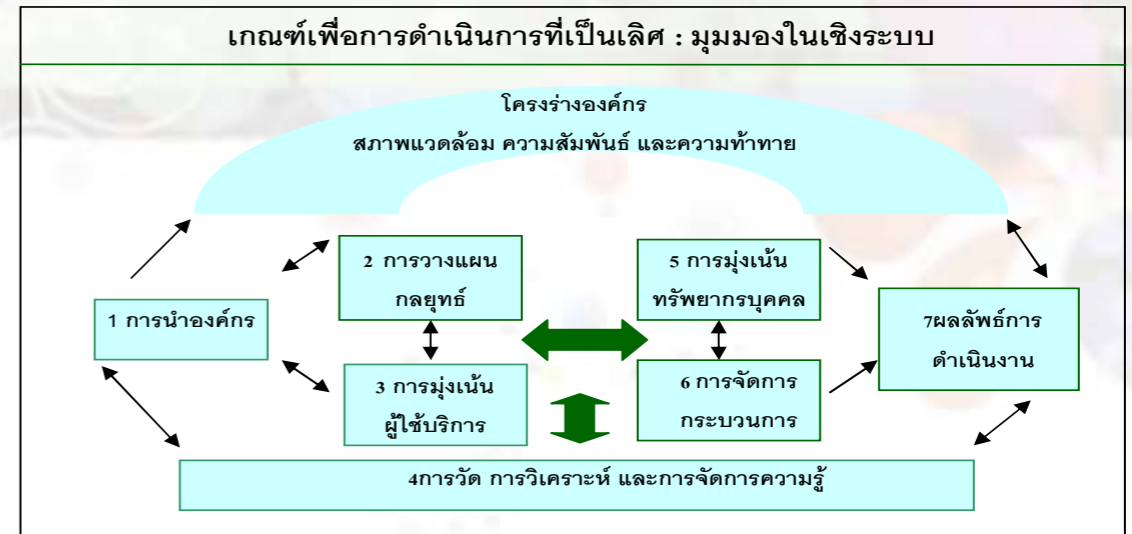 เกณฑ์เพื่อการดำเนินการที่เป็นเลิศ : มุมมองในเชิงระบบ
โครงร่างองค์กร
สภาพแวดล้อม ความสัมพันธ์ และความท้าทาย
1 การนำองค์กร
2 การวางแผน
กลยุทธ์
3 การมุ่งเน้น
ผู้ใช้บริการ
5 การมุ่งเน้น
ทรัพยากรบุคคล
6 การจัดการ
กระบวนการ
7ผลลัพธ์การ
ดำเนินงาน
4การวัด การวิเคราะห์ และการจัดการความรู้